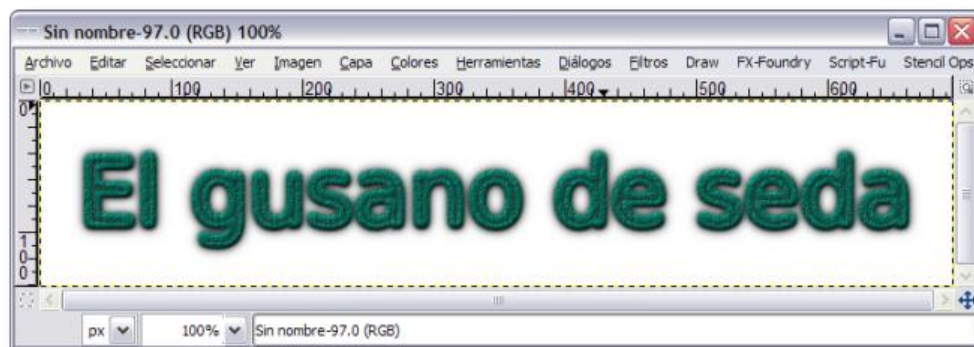 Sin nombre-97.0 (RGB) 100%
Archivo Editar Seleccionar Ver Imagen Capa Colores Herramientas Diálogos Filtros Draw FX-Foundry Script-Fu Stencil Ops
0 100 200 300 400 500 600
0
El gusano de seda
100
px 100% Sin nombre-97.0 (RGB)